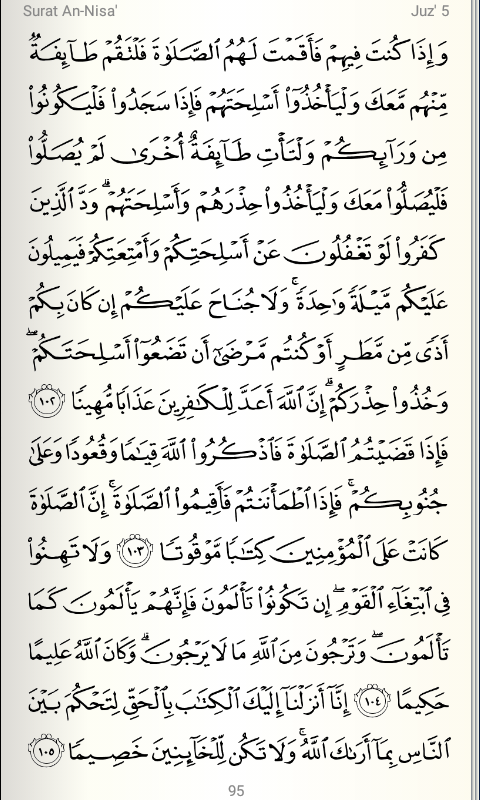 Surat An-Nisa' Juz' 5
وَإِذَا كُنتَ فِيهِمْ فَأَقَمْتَ لَهُمُ ٱلصَّلَوٰةَ فَلْتَقُمْ طَآئِفَةٌ
مِّنْهُم مَّعَكَ وَلْيَأْخُذُوٓا۟ أَسْلِحَتَهُمْ فَإِذَا سَجَدُوا۟ فَلْيَكُونُوا۟
مِن وَرَآئِكُمْ وَلْتَأْتِ طَآئِفَةٌ أُخْرَىٰ لَمْ يُصَلُّوا۟
فَلْيُصَلُّوا۟ مَعَكَ وَلْيَأْخُذُوا۟ حِذْرَهُمْ وَأَسْلِحَتَهُمْ ۗ وَدَّ ٱلَّذِينَ
كَفَرُوا۟ لَوْ تَغْفُلُونَ عَنْ أَسْلِحَتِكُمْ وَأَمْتِعَتِكُمْ فَيَمِيلُونَ
عَلَيْكُم مَّيْلَةً وَٰحِدَةً ۚ وَلَا جُنَاحَ عَلَيْكُمْ إِن كَانَ بِكُمْ
أَذًى مِّن مَّطَرٍ أَوْ كُنتُم مَّرْضَىٰٓ أَن تَضَعُوٓا۟ أَسْلِحَتَكُمْ ۖ
وَخُذُوا۟ حِذْرَكُمْ ۗ إِنَّ ٱللَّهَ أَعَدَّ لِلْكَٰفِرِينَ عَذَابًا مُّهِينًا ١٠٢
فَإِذَا قَضَيْتُمُ ٱلصَّلَوٰةَ فَٱذْكُرُوا۟ ٱللَّهَ قِيَٰمًا وَقُعُودًا وَعَلَىٰ
جُنُوبِكُمْ ۚ فَإِذَا ٱطْمَأْنَنتُمْ فَأَقِيمُوا۟ ٱلصَّلَوٰةَ ۚ إِنَّ ٱلصَّلَوٰةَ
كَانَتْ عَلَى ٱلْمُؤْمِنِينَ كِتَٰبًا مَّوْقُوتًا ١٠٣ وَلَا تَهِنُوا۟
فِى ٱبْتِغَآءِ ٱلْقَوْمِ ۖ إِن تَكُونُوا۟ تَأْلَمُونَ فَإِنَّهُمْ يَأْلَمُونَ كَمَا
تَأْلَمُونَ ۖ وَتَرْجُونَ مِنَ ٱللَّهِ مَا لَا يَرْجُونَ ۗ وَكَانَ ٱللَّهُ عَلِيمًا
حَكِيمًا ١٠٤ إِنَّآ أَنزَلْنَآ إِلَيْكَ ٱلْكِتَٰبَ بِٱلْحَقِّ لِتَحْكُمَ بَيْنَ
ٱلنَّاسِ بِمَآ أَرَىٰكَ ٱللَّهُ ۚ وَلَا تَكُن لِّلْخَآئِنِينَ خَصِيمًا ١٠٥
95